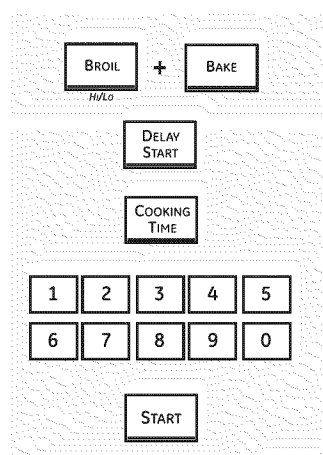 BROIL + BAKE
Hi/Lo
DELAY
START
COOKING
TIME
1 2 3 4 5
6 7 8 9 0
START